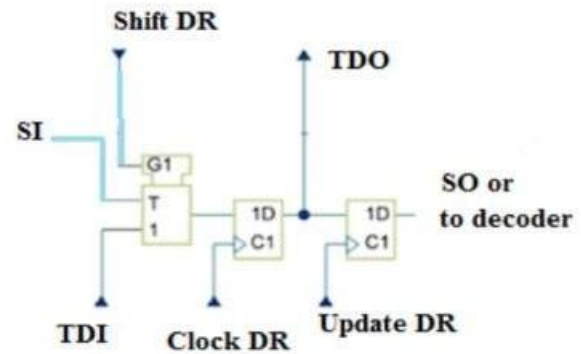 Shift DR
TDO
SI
G1
T
1
1D
C1
1D
C1
SO or
to decoder
TDI
Clock DR
Update DR